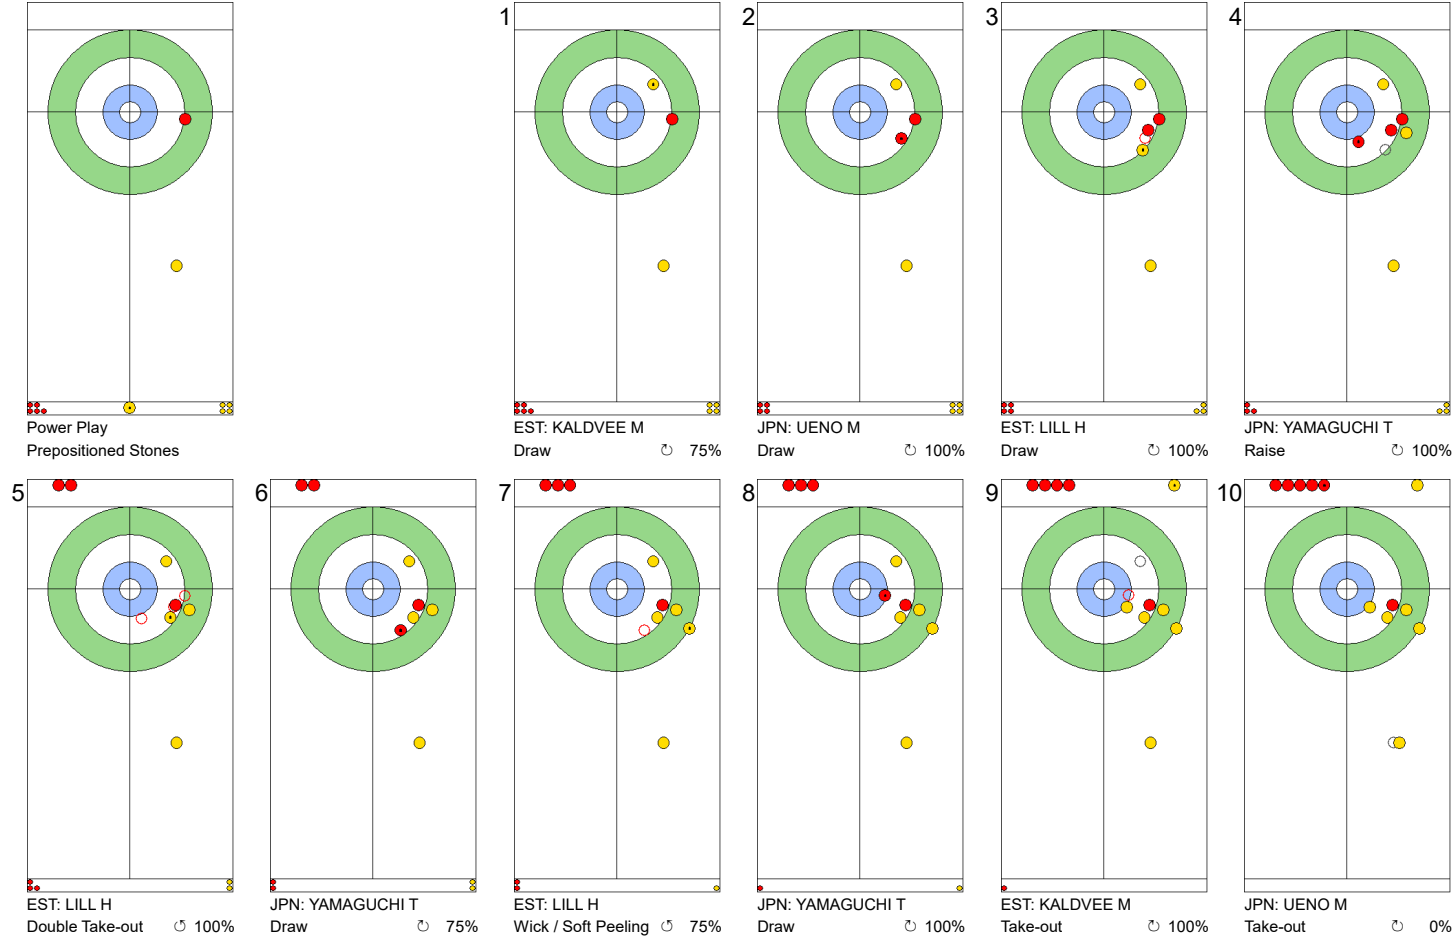 1
2
3
4
Power Play
Prepositioned Stones
EST: KALDVEE M
Draw 75%
JPN: UENO M
Draw 100%
EST: LILL H
Draw 100%
JPN: YAMAGUCHI T
Raise 100%
5
6
7
8
9
10
EST: LILL H
Double Take-out 100%
JPN: YAMAGUCHI T
Draw 75%
EST: LILL H
Wick / Soft Peeling 75%
JPN: YAMAGUCHI T
Draw 100%
EST: KALDVEE M
Take-out 100%
JPN: UENO M
Take-out 0%